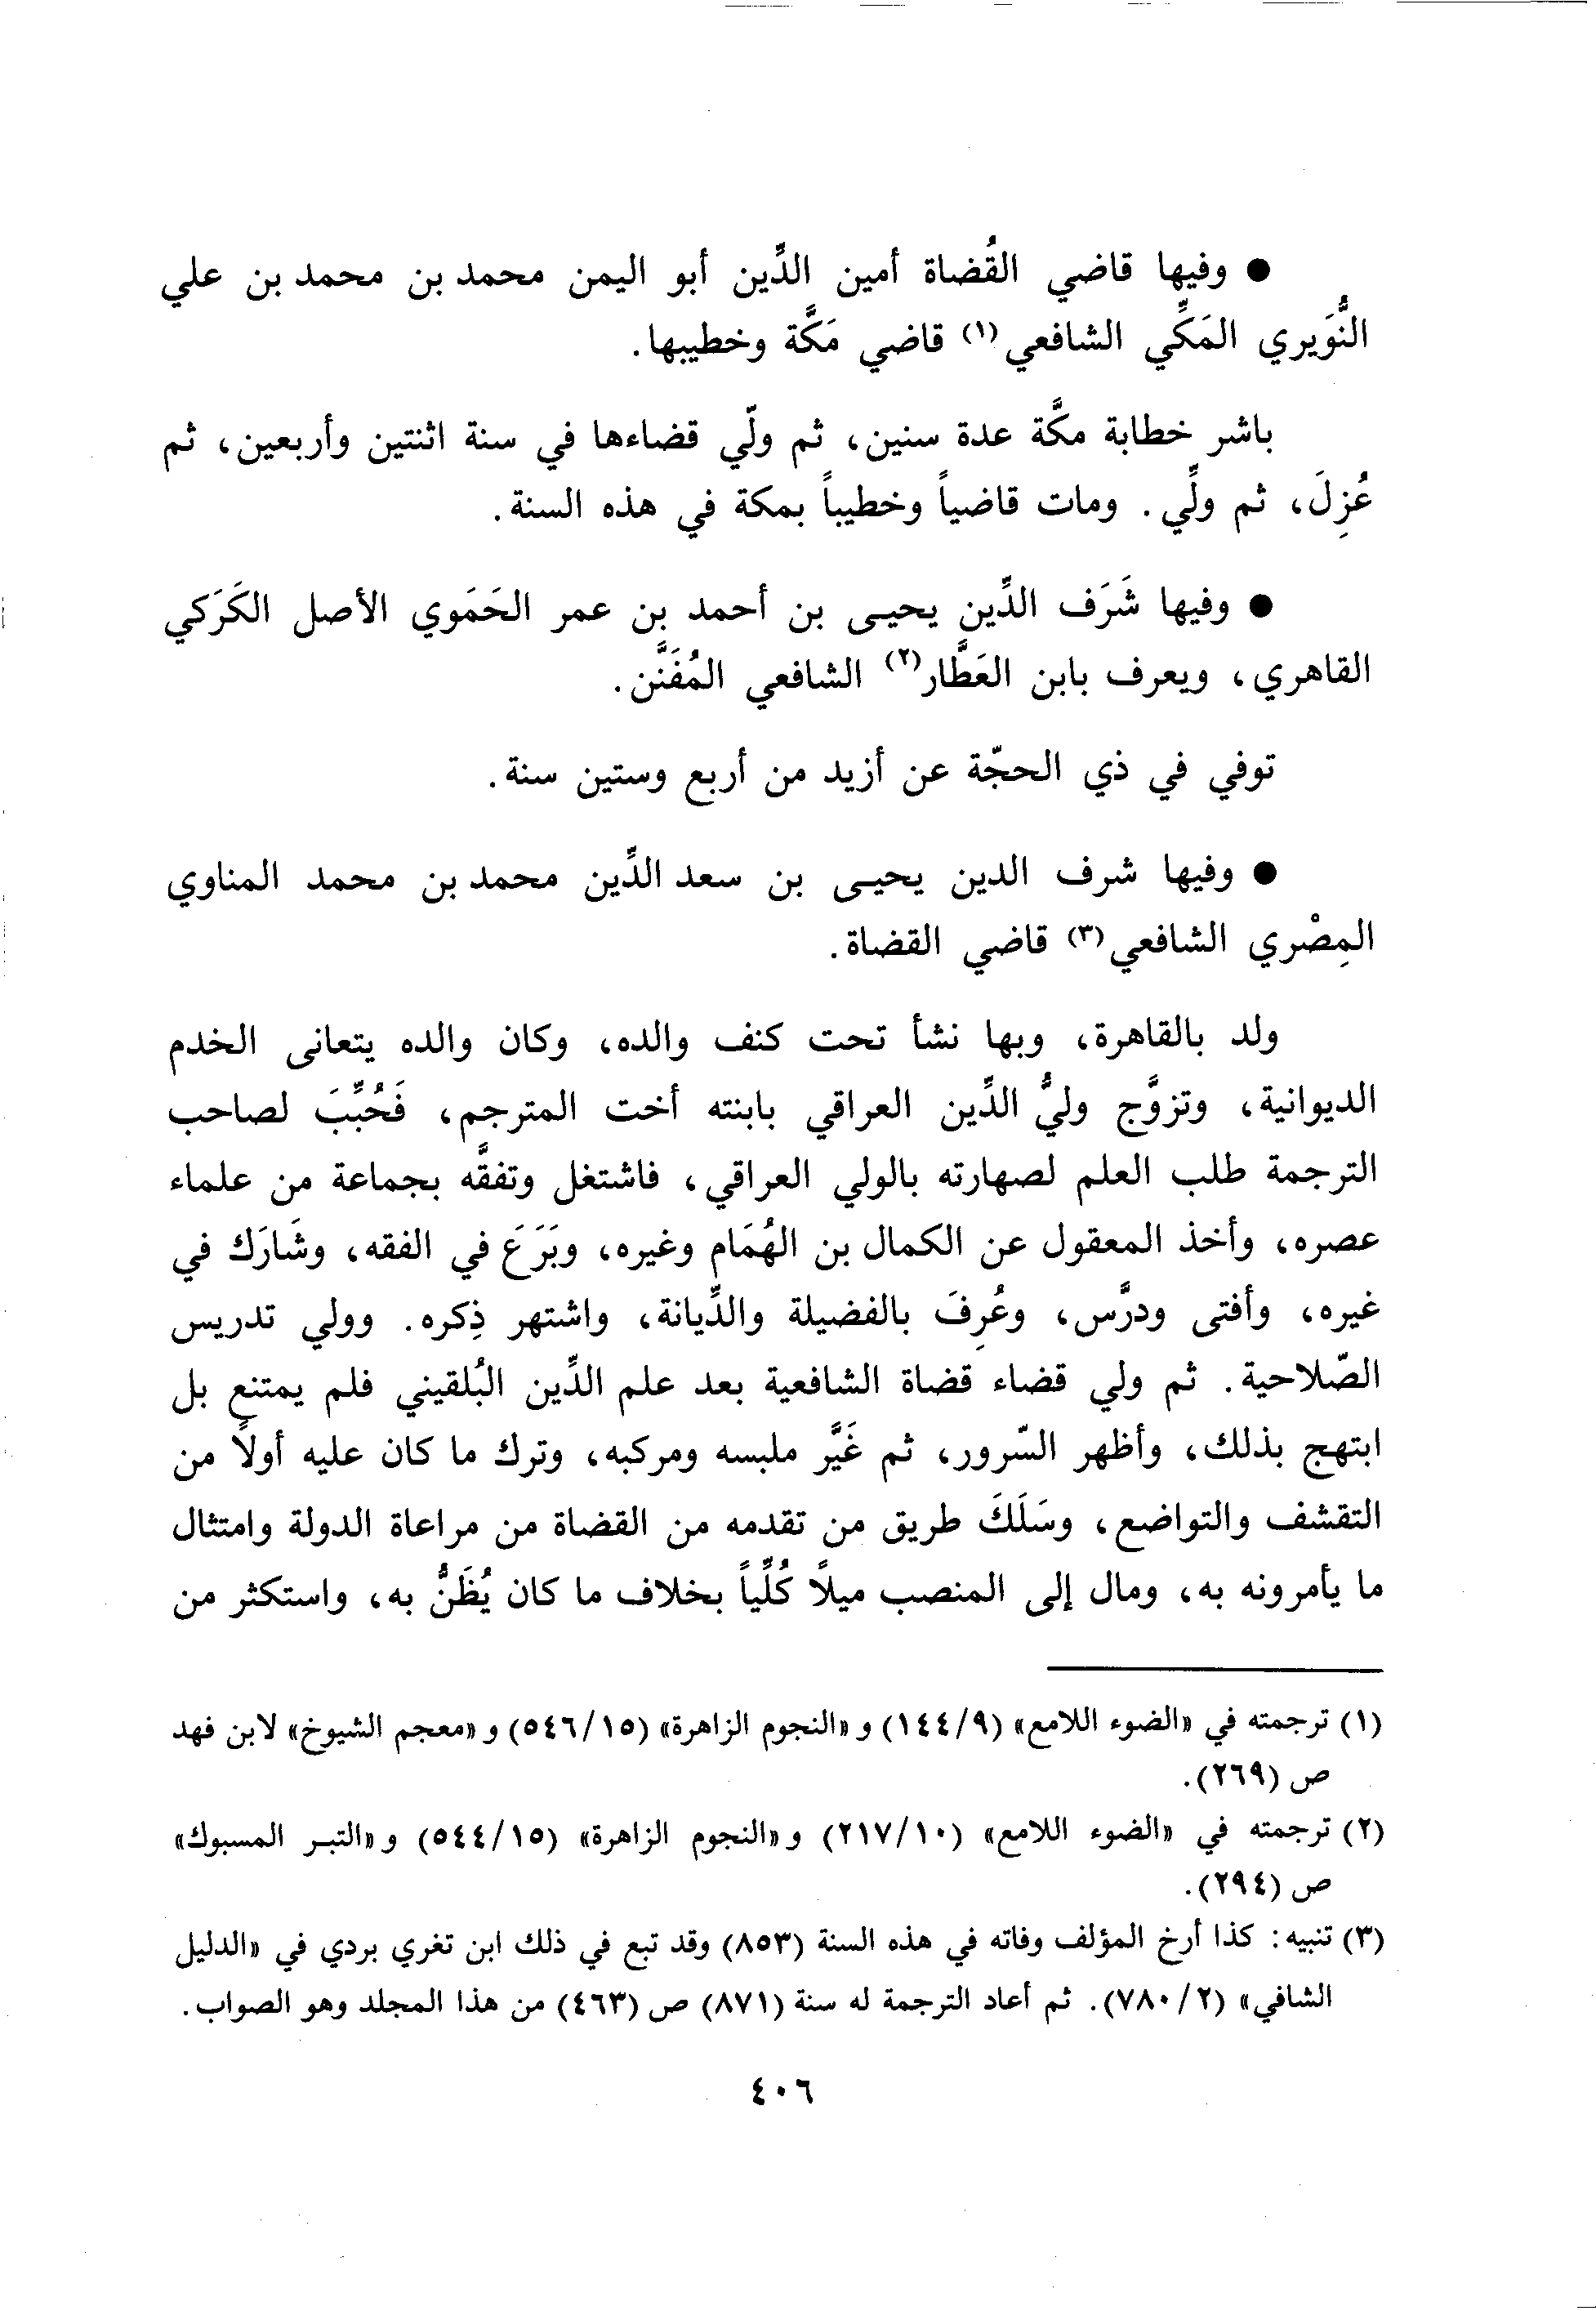 ● وفيها قاضي القُضاة أمين الدِّين أبو اليمن محمد بن محمد بن علي
النُّوَيري المَكِّي الشافعي (١) قاضي مَكَّة وخطيبها.
باشر خطابة مكَّة عدة سنين، ثم ولّي قضاءها في سنة اثنتين وأربعين، ثم
عُزِلَ، ثم ولِّي. ومات قاضياً وخطيباً بمكة في هذه السنة.
● وفيها شَرَف الدِّين يحيى بن أحمد بن عمر الحَمَوي الأصل الكَرَكي
القاهري، ويعرف بابن العَطَّار (٢) الشافعي المُفَنَّن.
توفي في ذي الحجّة عن أزيد من أربع وستين سنة.
● وفيها شرف الدين يحيى بن سعد الدِّين محمد بن محمد المناوي
المِصْري الشافعي (٣) قاضي القضاة.
ولد بالقاهرة، وبها نشأ تحت كنف والده، وكان والده يتعانى الخدم
الديوانية، وتزوَّج وليُّ الدِّين العراقي بابنته أخت المترجم، فَحُبِّبَ لصاحب
الترجمة طلب العلم لصهارته بالولي العراقي، فاشتغل وتفقَّه بجماعة من علماء
عصره، وأخذ المعقول عن الكمال بن الهُمَام وغيره، وبَرَعَ في الفقه، وشَارَك في
غيره، وأفتى ودرَّس، وعُرِفَ بالفضيلة والدِّيانة، واشتهر ذِكره. وولي تدريس
الصّلاحية. ثم ولي قضاء قضاة الشافعية بعد علم الدِّين البُلقيني فلم يمتنع بل
ابتهج بذلك، وأظهر السّرور، ثم غَيَّر ملبسه ومركبه، وترك ما كان عليه أولاً من
التقشف والتواضع، وسَلَكَ طريق من تقدمه من القضاة من مراعاة الدولة وامتثال
ما يأمرونه به، ومال إلى المنصب ميلاً كُلِّياً بخلاف ما كان يُظَنُّ به، واستكثر من
(١) ترجمته في «الضوء اللامع» (٩/ ١٤٤) و «النجوم الزاهرة» (١٥/ ٥٤٦) و «معجم الشيوخ» لابن فهد
ص (٢٦٩).
(٢) ترجمته في «الضوء اللامع» (١٠/ ٢١٧) و «النجوم الزاهرة» (١٥/ ٥٤٤) و «التبر المسبوك»
ص (٢٩٤).
(٣) تنبيه: كذا أرخ المؤلف وفاته في هذه السنة (٨٥٣) وقد تبع في ذلك ابن تغري بردي في «الدليل
الشافي» (٢/ ٧٨٠). ثم أعاد الترجمة له سنة (٨٧١) ص (٤٦٣) من هذا المجلد وهو الصواب.
٤٠٦